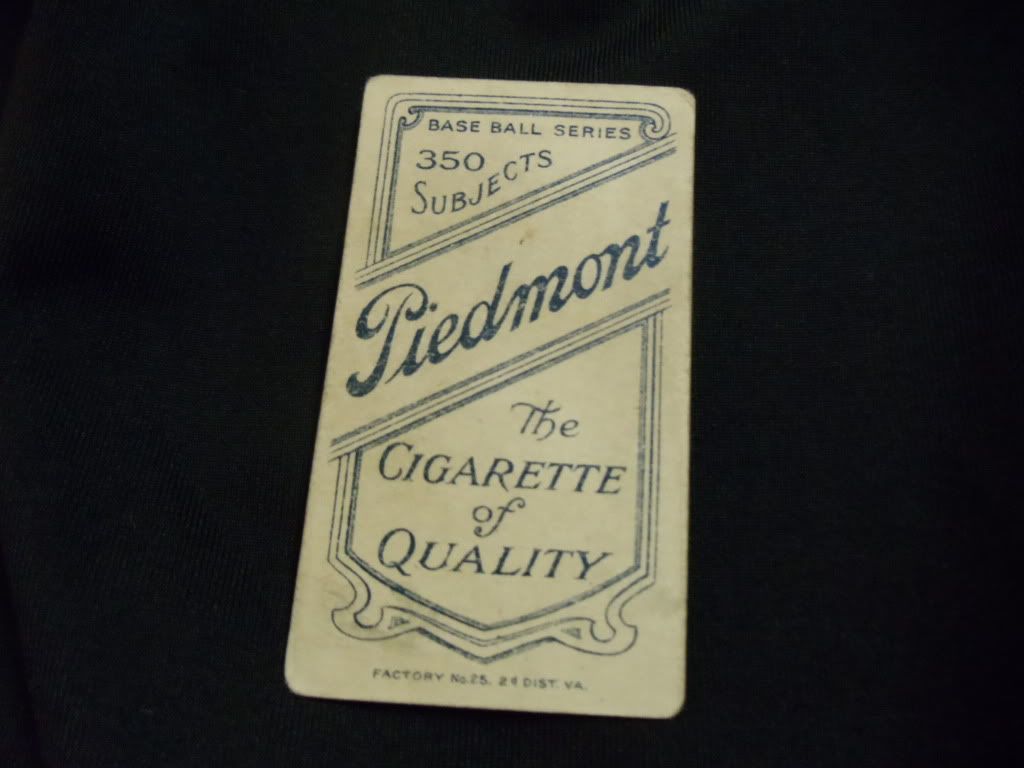 BASE BALL SERIES
350
SUBJECTS
Piedmont
The
CIGARETTE
of
QUALITY
FACTORY No.25. 2d DIST. VA.